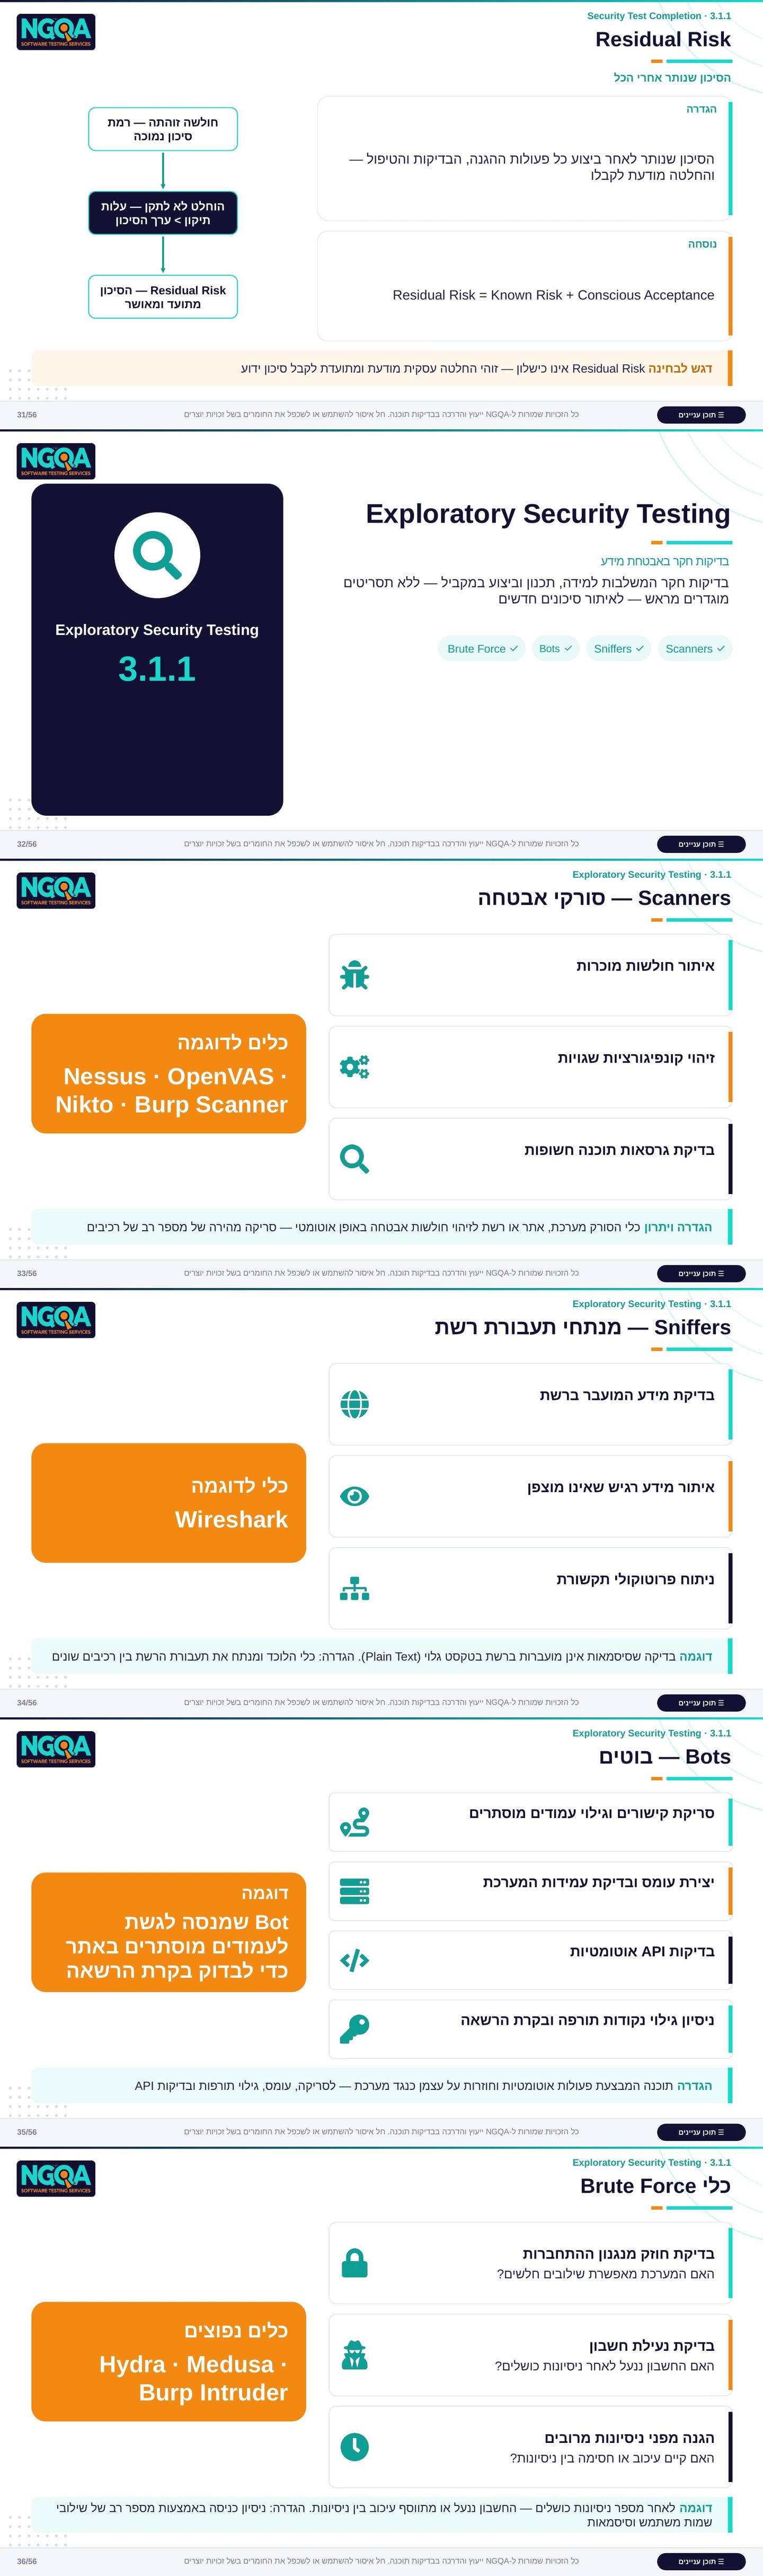 NGQA
SOFTWARE TESTING SERVICES
Security Test Completion · 3.1.1
Residual Risk
הסיכון שנותר אחרי הכל
הגדרה
הסיכון שנותר לאחר ביצוע כל פעולות ההגנה, הבדיקות והטיפול —
והחלטה מודעת לקבלו
נוסחה
Residual Risk = Known Risk + Conscious Acceptance
חולשה זוהתה — רמת
סיכון נמוכה
הוחלט לא לתקן — עלות
תיקון > ערך הסיכון
Residual Risk — הסיכון
מתועד ומאושר
דגש לבחינה Residual Risk אינו כישלון — זוהי החלטה עסקית מודעת ומתועדת לקבל סיכון ידוע
☰ תוכן עניינים
כל הזכויות שמורות ל-NGQA ייעוץ והדרכה בבדיקות תוכנה. חל איסור להשתמש או לשכפל את החומרים בשל זכויות יוצרים
31/56
NGQA
SOFTWARE TESTING SERVICES
Exploratory Security Testing
בדיקות חקר באבטחת מידע
בדיקות חקר המשלבות למידה, תכנון וביצוע במקביל — ללא תסריטים
מוגדרים מראש — לאיתור סיכונים חדשים
✓ Scanners
✓ Sniffers
✓ Bots
✓ Brute Force
Exploratory Security Testing
3.1.1
☰ תוכן עניינים
כל הזכויות שמורות ל-NGQA ייעוץ והדרכה בבדיקות תוכנה. חל איסור להשתמש או לשכפל את החומרים בשל זכויות יוצרים
32/56
NGQA
SOFTWARE TESTING SERVICES
Exploratory Security Testing · 3.1.1
Scanners — סורקי אבטחה
איתור חולשות מוכרות
זיהוי קונפיגורציות שגויות
בדיקת גרסאות תוכנה חשופות
כלים לדוגמה
Nessus · OpenVAS ·
Nikto · Burp Scanner
הגדרה ויתרון כלי הסורק מערכת, אתר או רשת לזיהוי חולשות אבטחה באופן אוטומטי — סריקה מהירה של מספר רב של רכיבים
☰ תוכן עניינים
כל הזכויות שמורות ל-NGQA ייעוץ והדרכה בבדיקות תוכנה. חל איסור להשתמש או לשכפל את החומרים בשל זכויות יוצרים
33/56
NGQA
SOFTWARE TESTING SERVICES
Exploratory Security Testing · 3.1.1
Sniffers — מנתחי תעבורת רשת
בדיקת מידע המועבר ברשת
איתור מידע רגיש שאינו מוצפן
ניתוח פרוטוקולי תקשורת
כלי לדוגמה
Wireshark
דוגמה בדיקה שסיסמאות אינן מועברות ברשת בטקסט גלוי (Plain Text). הגדרה: כלי הלוכד ומנתח את תעבורת הרשת בין רכיבים שונים
☰ תוכן עניינים
כל הזכויות שמורות ל-NGQA ייעוץ והדרכה בבדיקות תוכנה. חל איסור להשתמש או לשכפל את החומרים בשל זכויות יוצרים
34/56
NGQA
SOFTWARE TESTING SERVICES
Exploratory Security Testing · 3.1.1
Bots — בוטים
סריקת קישורים וגילוי עמודים מוסתרים
יצירת עומס ובדיקת עמידות המערכת
בדיקות API אוטומטיות
ניסיון גילוי נקודות תורפה ובקרת הרשאה
דוגמה
Bot שמנסה לגשת
לעמודים מוסתרים באתר
כדי לבדוק בקרת הרשאה
הגדרה תוכנה המבצעת פעולות אוטומטיות וחוזרות על עצמן כנגד מערכת — לסריקה, עומס, גילוי תורפות ובדיקות API
☰ תוכן עניינים
כל הזכויות שמורות ל-NGQA ייעוץ והדרכה בבדיקות תוכנה. חל איסור להשתמש או לשכפל את החומרים בשל זכויות יוצרים
35/56
NGQA
SOFTWARE TESTING SERVICES
Exploratory Security Testing · 3.1.1
כלי Brute Force
בדיקת חוזק מנגנון ההתחברות
האם המערכת מאפשרת שילובים חלשים?
בדיקת נעילת חשבון
האם החשבון ננעל לאחר ניסיונות כושלים?
הגנה מפני ניסיונות מרובים
האם קיים עיכוב או חסימה בין ניסיונות?
כלים נפוצים
Hydra · Medusa ·
Burp Intruder
דוגמה לאחר מספר ניסיונות כושלים — החשבון ננעל או מתווסף עיכוב בין ניסיונות. הגדרה: ניסיון כניסה באמצעות מספר רב של שילובי
שמות משתמש וסיסמאות
☰ תוכן עניינים
כל הזכויות שמורות ל-NGQA ייעוץ והדרכה בבדיקות תוכנה. חל איסור להשתמש או לשכפל את החומרים בשל זכויות יוצרים
36/56